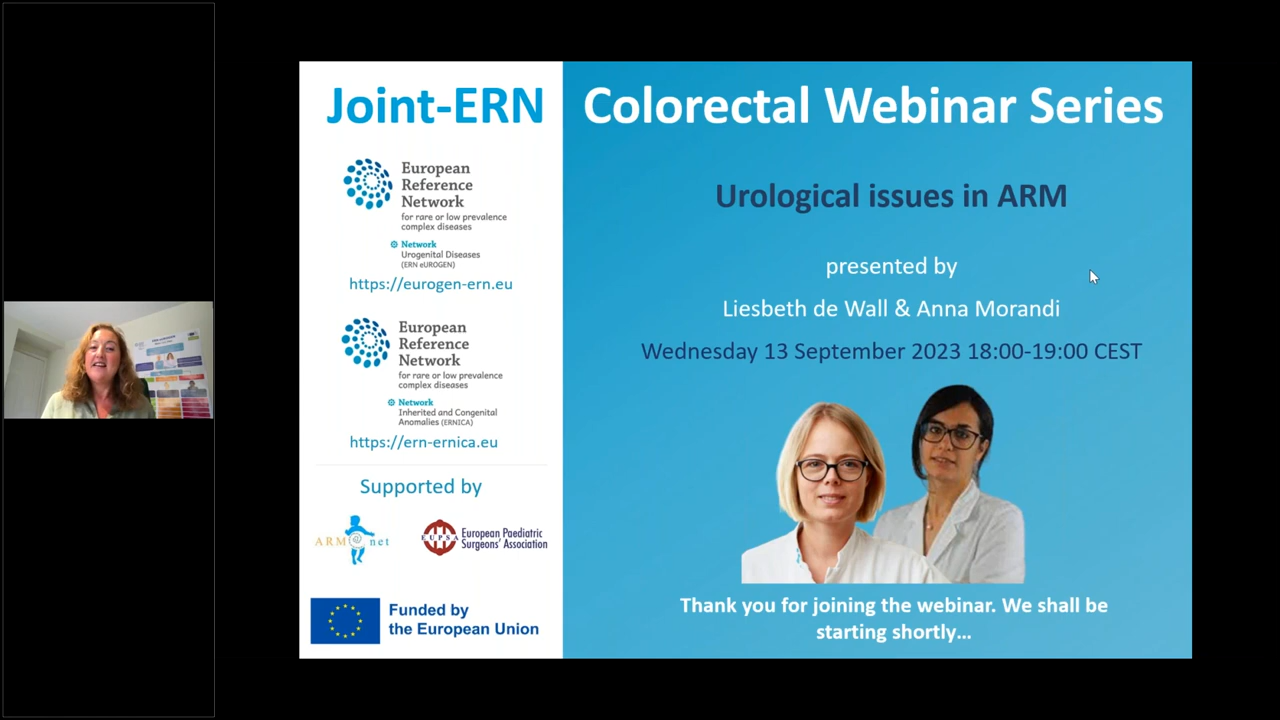 Joint-ERN
European
Reference
Network
for rare or low prevalence
complex diseases
Network
Urogenital Diseases
(ERN eUROGEN)
https://eurogen-ern.eu
European
Reference
Network
for rare or low prevalence
complex diseases
Network
Inherited and Congenital
Anomalies (ERNICA)
https://ern-ernica.eu
Supported by
ARM net
EUPSA European Paediatric
Surgeons' Association
Funded by
the European Union
Colorectal Webinar Series
Urological issues in ARM
presented by
Liesbeth de Wall & Anna Morandi
Wednesday 13 September 2023 18:00-19:00 CEST
Thank you for joining the webinar. We shall be
starting shortly...